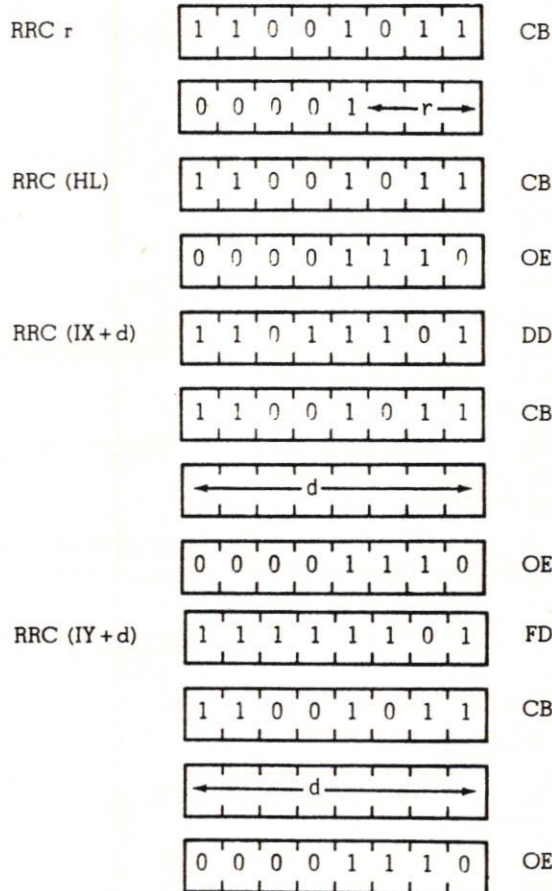 RRC r 1 1 0 0 1 0 1 1 CB
0 0 0 0 1 r
RRC (HL) 1 1 0 0 1 0 1 1 CB
0 0 0 0 1 1 1 0 OE
RRC (IX+d) 1 1 0 1 1 1 0 1 DD
1 1 0 0 1 0 1 1 CB
d
0 0 0 0 1 1 1 0 OE
RRC (IY+d) 1 1 1 1 1 1 0 1 FD
1 1 0 0 1 0 1 1 CB
d
0 0 0 0 1 1 1 0 OE